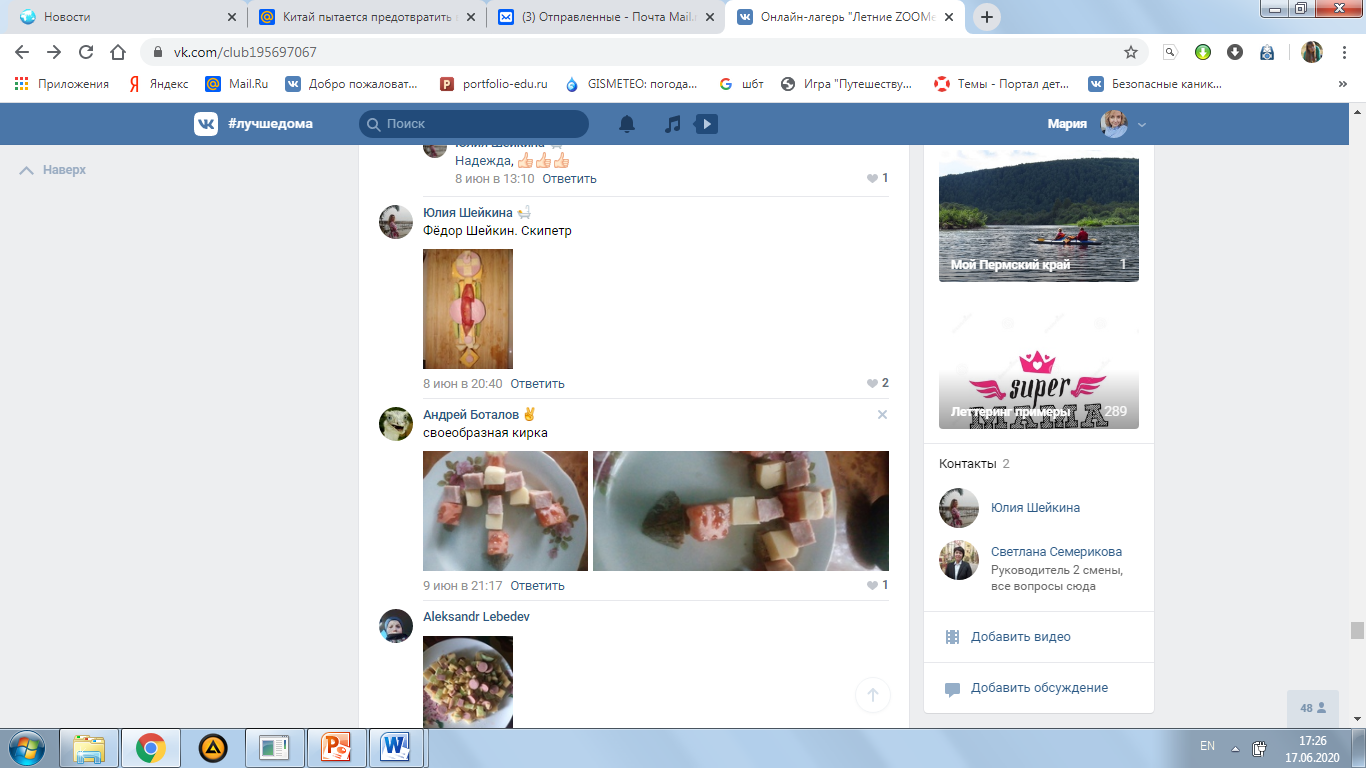 Новости
Китай пытается предотвратить
(3) Отправленные - Почта Mail.
Онлайн-лагерь "Летние ZOOM
vk.com/club195697067
Приложения
Яндекс
Mail.Ru
Добро пожаловат...
portfolio-edu.ru
GISMETEO: погода...
шбт
Игра "Путешеству...
Темы - Портал дет...
Безопасные каник...
»
#лучшедома
Поиск
Мария
Наверх
Юлия Шейкина
Надежда,
8 июн в 13:10 Ответить
1
Юлия Шейкина
Фёдор Шейкин. Скипетр
8 июн в 20:40 Ответить
2
Андрей Боталов
своеобразная кирка
9 июн в 21:17 Ответить
1
Aleksandr Lebedev
Мой Пермский край 1
super
МАМА
Леттеринг примеры 289
Контакты 2
Юлия Шейкина
Светлана Семерикова
Руководитель 2 смены,
все вопросы сюда
Добавить видео
Добавить обсуждение
48
EN
17:26
17.06.2020